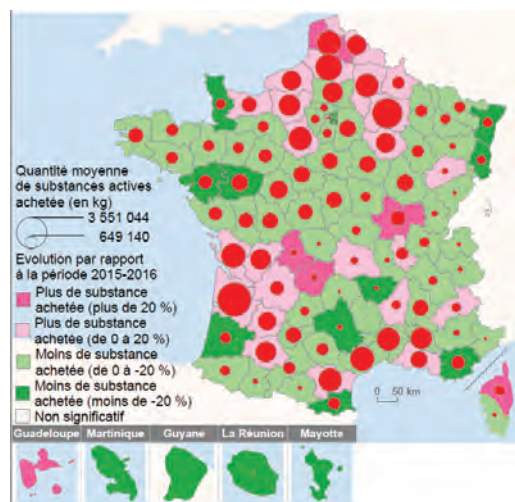 Quantité moyenne
de substances actives
achetée (en kg)
3 551 044
649 140
Evolution par rapport
à la période 2015-2016
Plus de substance
achetée (plus de 20 %)
Plus de substance
achetée (de 0 à 20 %)
Moins de substance
achetée (de 0 à -20 %)
Moins de substance
achetée (moins de -20 %)
Non significatif
0 50 km
Guadeloupe Martinique Guyane La Réunion Mayotte